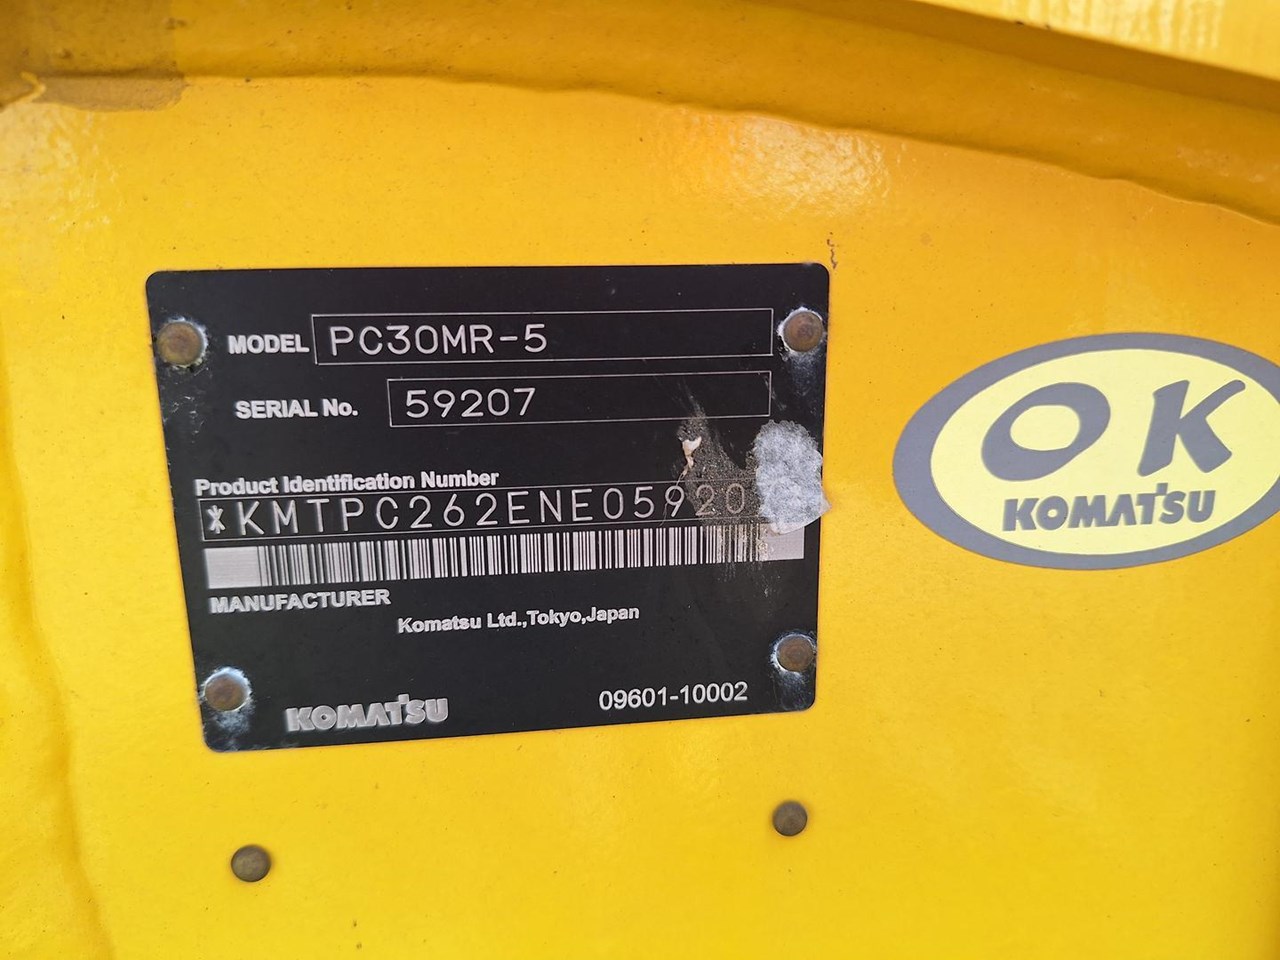 MODEL PC30MR-5
SERIAL No. 59207
Product Identification Number
*KMTPC262ENE05920
MANUFACTURER
Komatsu Ltd.,Tokyo,Japan
KOMATSU 09601-10002
OK
KOMATSU